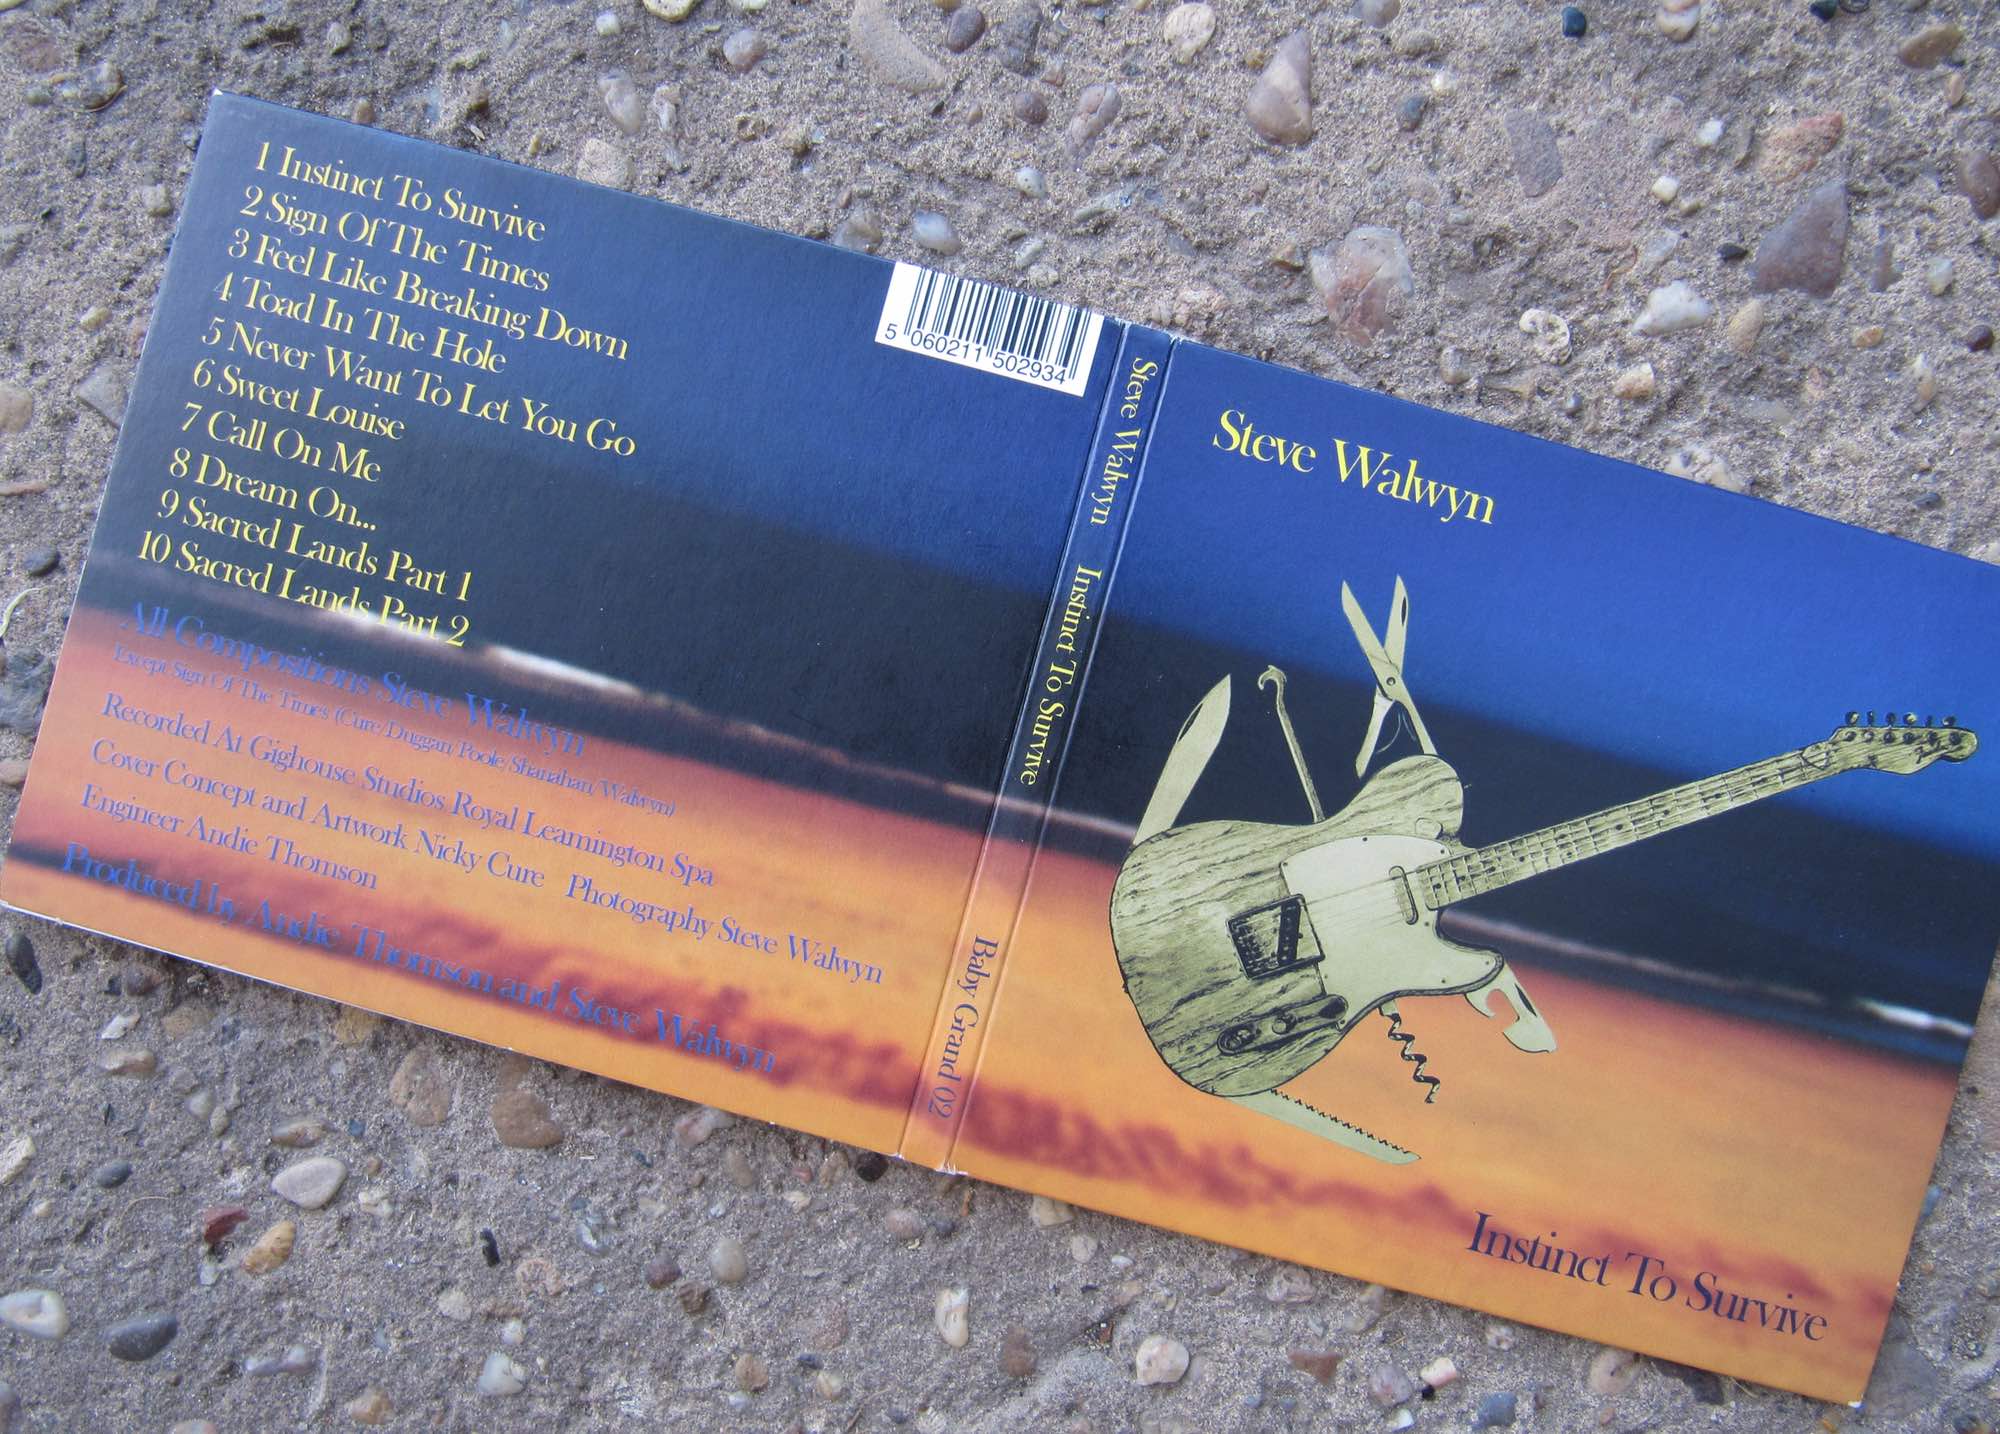 1 Instinct To Survive
2 Sign Of The Times
3 Feel Like Breaking Down
4 Toad In The Hole
5 Never Want To Let You Go
6 Sweet Louise
7 Call On Me
8 Dream On...
9 Sacred Lands Part 1
10 Sacred Lands Part 2
All Compositions Steve Walwyn
Except Sign Of The Times (Cure/Duggan/Poole/Shanahan/Walwyn)
Recorded At Gighouse Studios Royal Leamington Spa
Cover Concept and Artwork Nicky Cure Photography Steve Walwyn
Engineer Andie Thomson
Produced by Andie Thomson and Steve Walwyn
5 060211 502934
Steve Walwyn Instinct To Survive Baby Grand 02
Steve Walwyn
Instinct To Survive